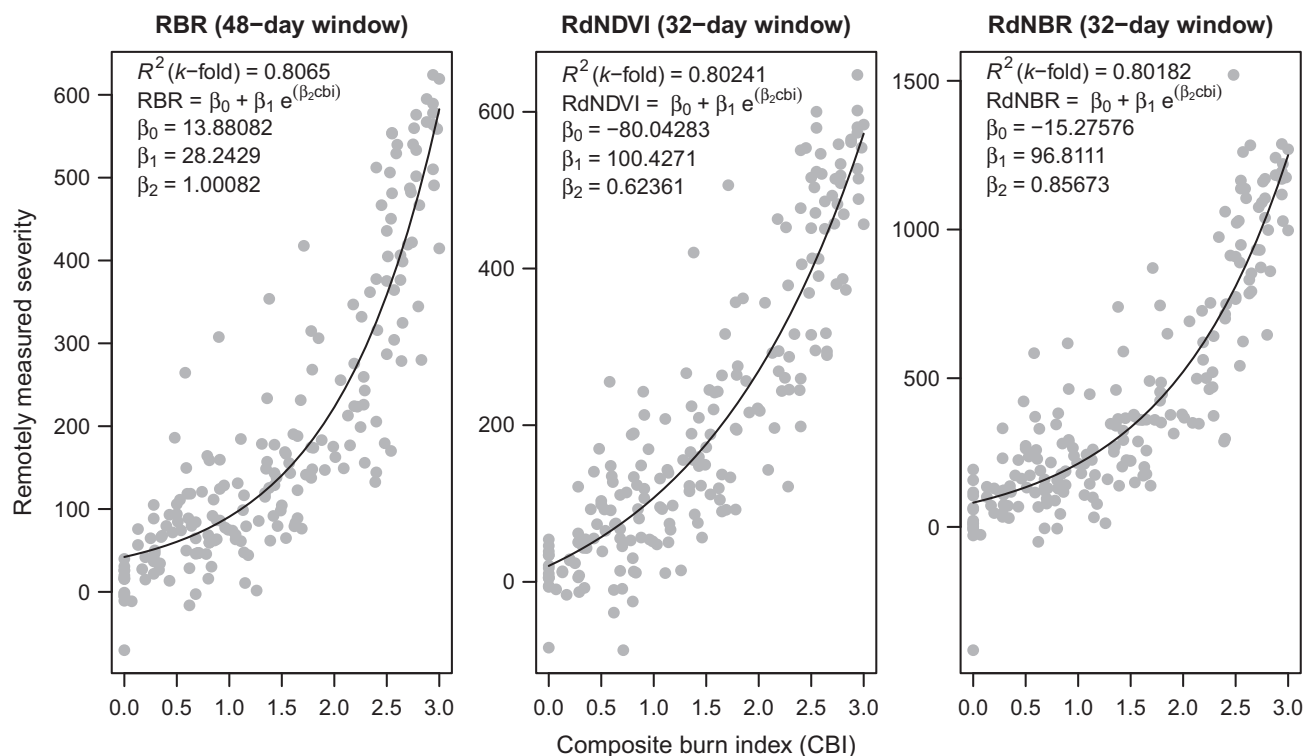 RBR (48−day window)
R² (k−fold) = 0.8065
RBR = β₀ + β₁ e^(β₂cbi)
β₀ = 13.88082
β₁ = 28.2429
β₂ = 1.00082
600
500
400
300
200
100
0
0.0 0.5 1.0 1.5 2.0 2.5 3.0
Remotely measured severity
RdNDVI (32−day window)
R² (k−fold) = 0.80241
RdNDVI = β₀ + β₁ e^(β₂cbi)
β₀ = −80.04283
β₁ = 100.4271
β₂ = 0.62361
600
400
200
0
0.0 0.5 1.0 1.5 2.0 2.5 3.0
Composite burn index (CBI)
RdNBR (32−day window)
R² (k−fold) = 0.80182
RdNBR = β₀ + β₁ e^(β₂cbi)
β₀ = −15.27576
β₁ = 96.8111
β₂ = 0.85673
1500
1000
500
0
0.0 0.5 1.0 1.5 2.0 2.5 3.0